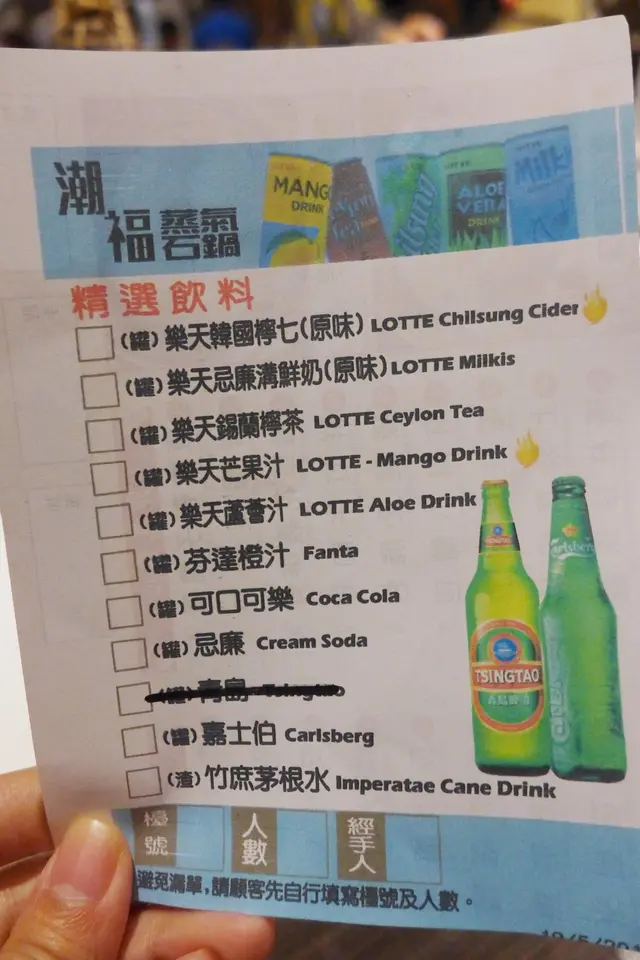 潮福 蒸氣石鍋
MANG
DRINK
ALOE
VERA
DRINK
Milki
精選飲料
(罐) 樂天韓國檸七(原味) LOTTE Chilsung Cider
(罐) 樂天忌廉溝鮮奶(原味) LOTTE Milkis
(罐) 樂天錫蘭檸茶 LOTTE Ceylon Tea
(罐) 樂天芒果汁 LOTTE - Mango Drink
(罐) 樂天蘆薈汁 LOTTE Aloe Drink
(罐) 芬達橙汁 Fanta
(罐) 可口可樂 Coca Cola
(罐) 忌廉 Cream Soda
(罐) 青島 Tsingtao
(罐) 嘉士伯 Carlsberg
(渣) 竹庶茅根水 Imperatae Cane Drink
TSINGTAO
青島啤酒
Carlsberg
檯號
人數
經手人
避免漏單,請顧客先自行填寫檯號及人數。